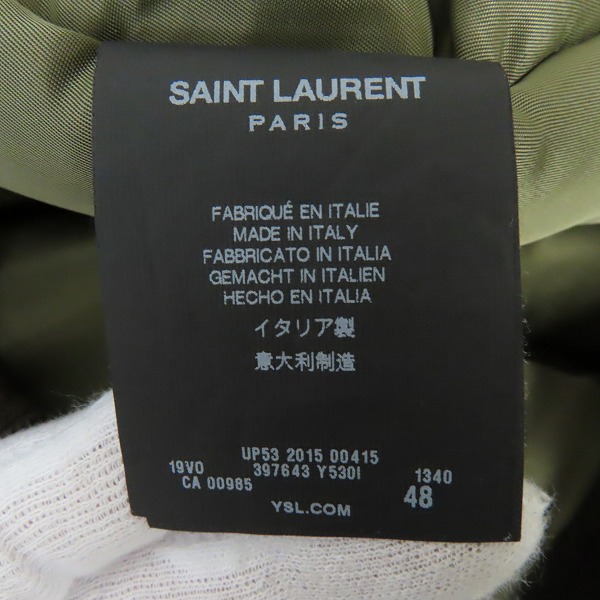 SAINT LAURENT
PARIS
FABRIQUÉ EN ITALIE
MADE IN ITALY
FABBRICATO IN ITALIA
GEMACHT IN ITALIEN
HECHO EN ITALIA
イタリア製
意大利制造
UP53 2015 00415
19VO 397643 Y530I 1340
CA 00985 48
YSL.COM